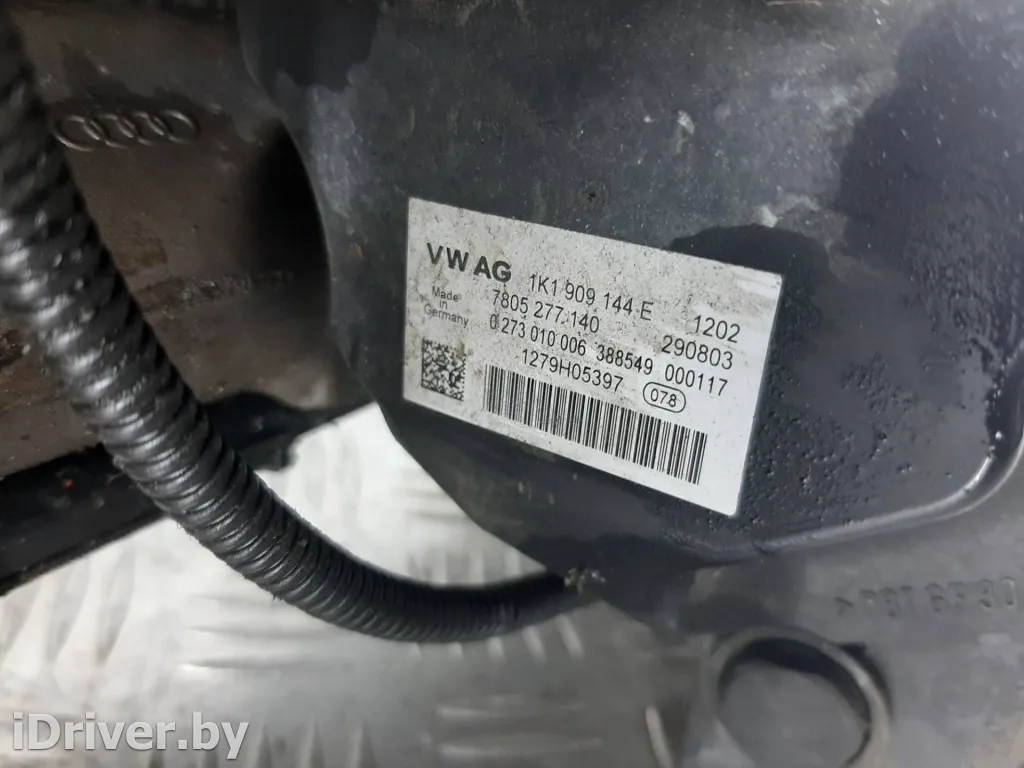 VW AG 1K1 909 144 E 1202
Made in Germany 7805 277.140 290803
0 273 010 006 388549 000117
1279H05397 078
iDriver.by